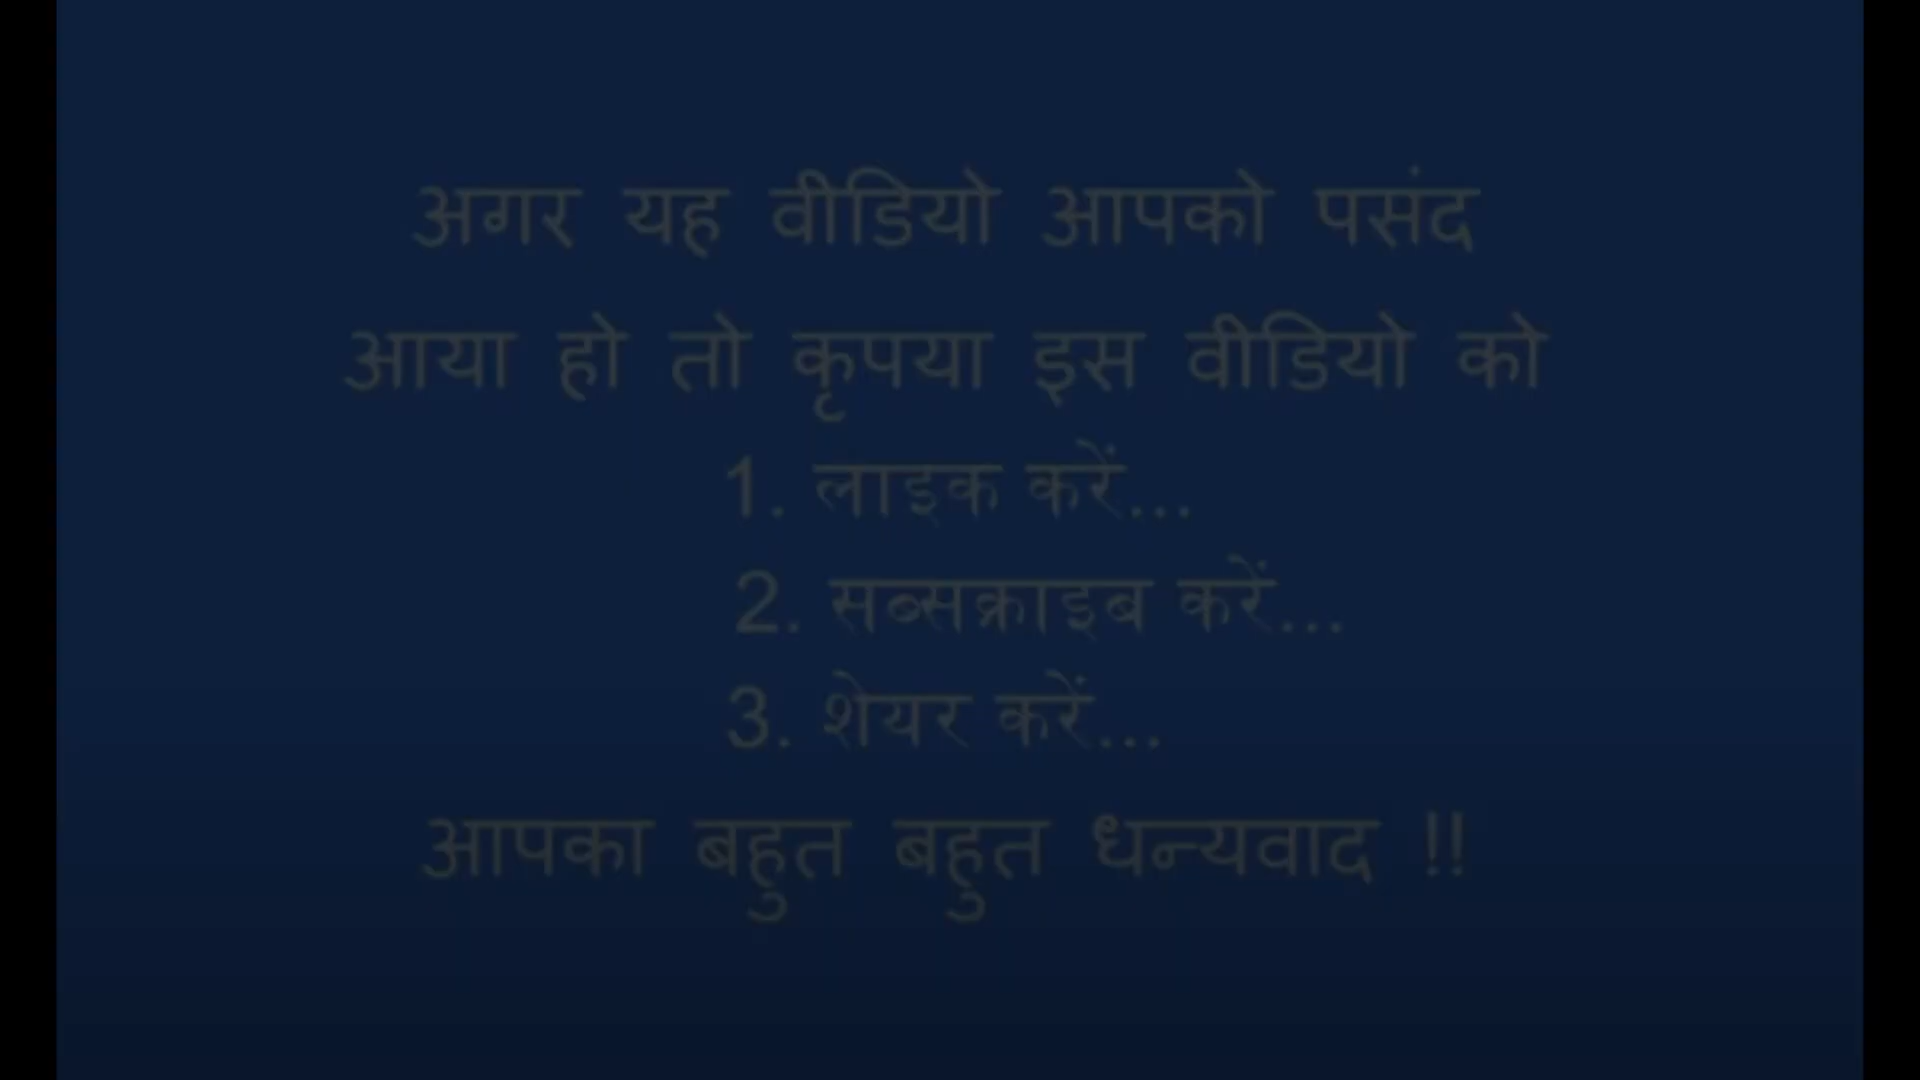 अगर यह वीडियो आपको पसंद
आया हो तो कृपया इस वीडियो को
1. लाइक करें...
2. सब्सक्राइब करें...
3. शेयर करें...
आपका बहुत बहुत धन्यवाद !!